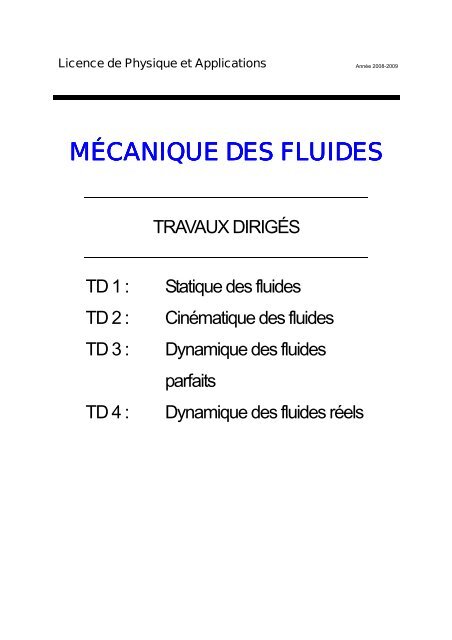 Licence de Physique et Applications Année 2008-2009
MÉCANIQUE DES FLUIDES
TRAVAUX DIRIGÉS
TD 1 : Statique des fluides
TD 2 : Cinématique des fluides
TD 3 : Dynamique des fluides
parfaits
TD 4 : Dynamique des fluides réels